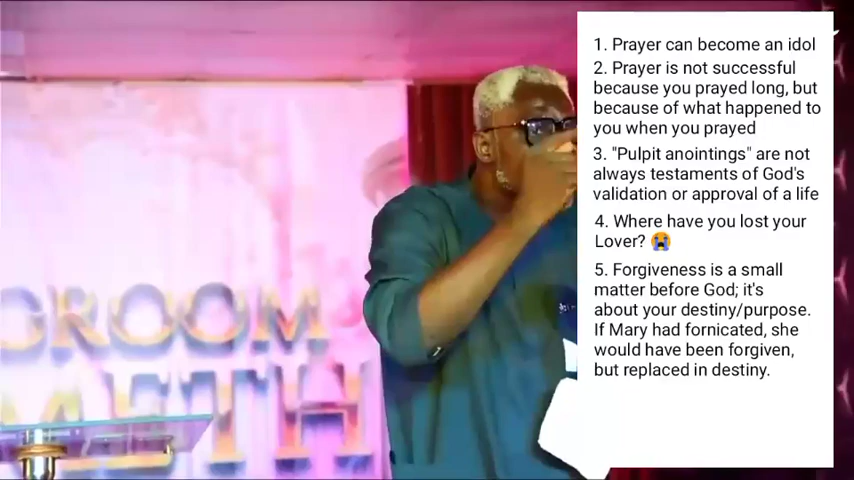 1. Prayer can become an idol
2. Prayer is not successful
because you prayed long, but
because of what happened to
you when you prayed
3. "Pulpit anointings" are not
always testaments of God's
validation or approval of a life
4. Where have you lost your
Lover? 😭
5. Forgiveness is a small
matter before God; it's
about your destiny/purpose.
If Mary had fornicated, she
would have been forgiven,
but replaced in destiny.
GROOM
METH